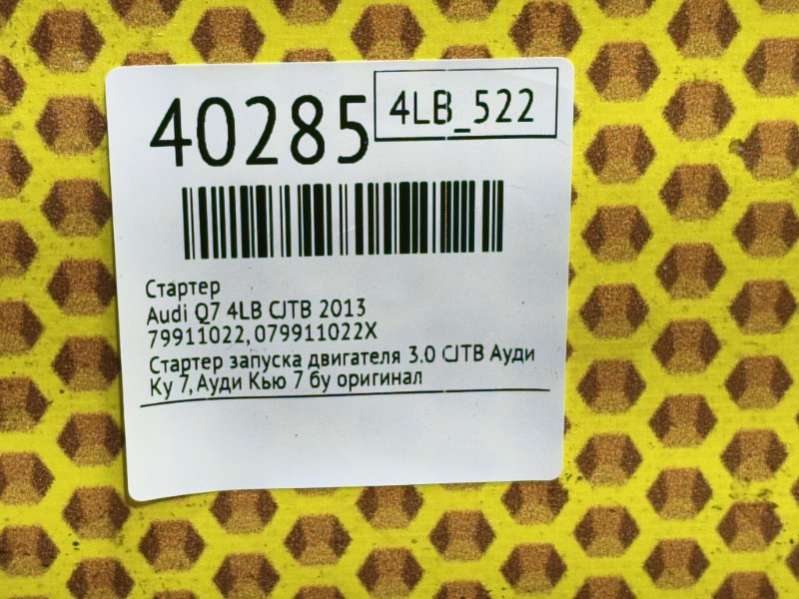 40285
4LB_522
Стартер
Audi Q7 4LB CJTB 2013
79911022, 079911022X
Стартер запуска двигателя 3.0 CJTB Ауди
Ку 7, Ауди Кью 7 бу оригинал